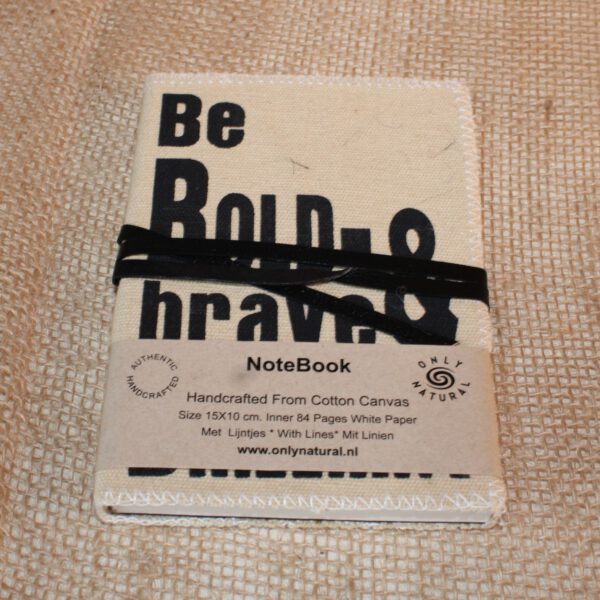 Be
BOLD &
brave
AUTHENTIC
HANDCRAFTED
NoteBook
ONLY
NATURAL
Handcrafted From Cotton Canvas
Size 15X10 cm. Inner 84 Pages White Paper
Met Lijntjes * With Lines* Mit Linien
www.onlynatural.nl